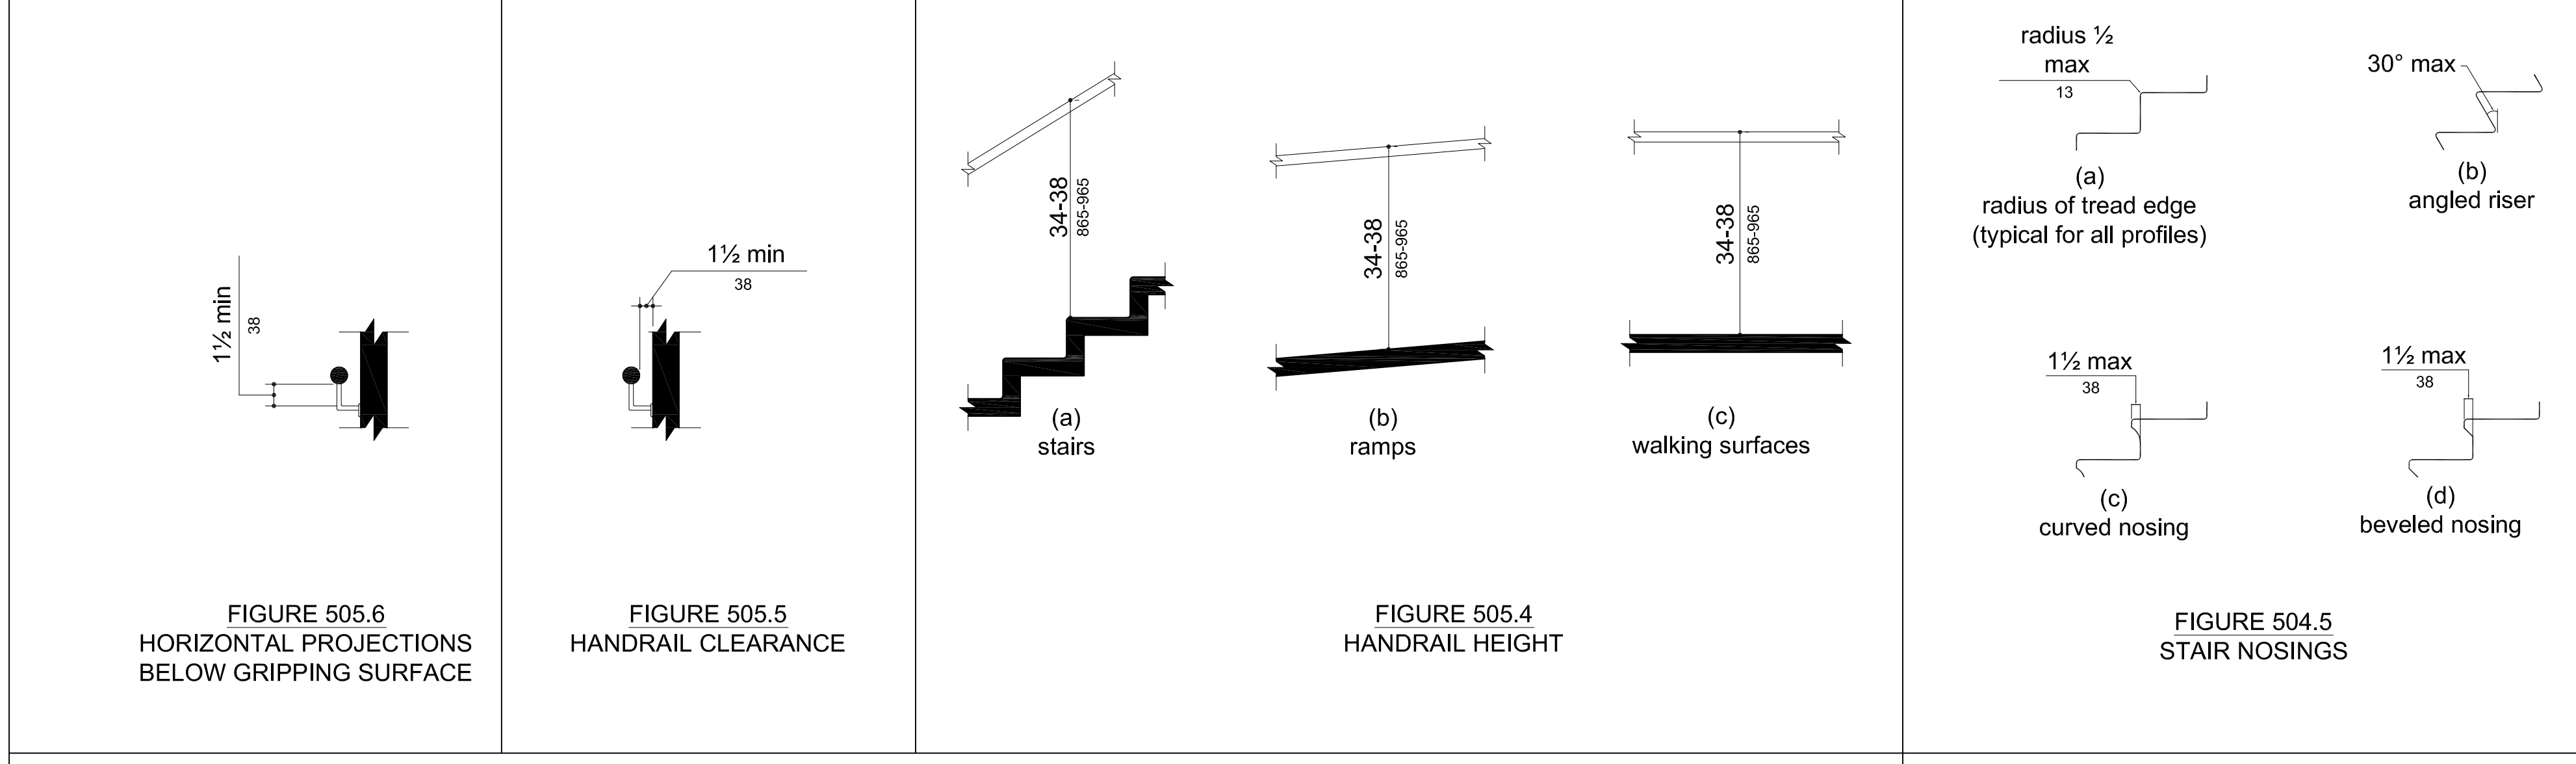 1½ min
38
FIGURE 505.6
HORIZONTAL PROJECTIONS
BELOW GRIPPING SURFACE
1½ min
38
FIGURE 505.5
HANDRAIL CLEARANCE
34-38
865-965
(a)
stairs
34-38
865-965
(b)
ramps
34-38
865-965
(c)
walking surfaces
FIGURE 505.4
HANDRAIL HEIGHT
radius ½
max
13
(a)
radius of tread edge
(typical for all profiles)
30° max
(b)
angled riser
1½ max
38
(c)
curved nosing
1½ max
38
(d)
beveled nosing
FIGURE 504.5
STAIR NOSINGS